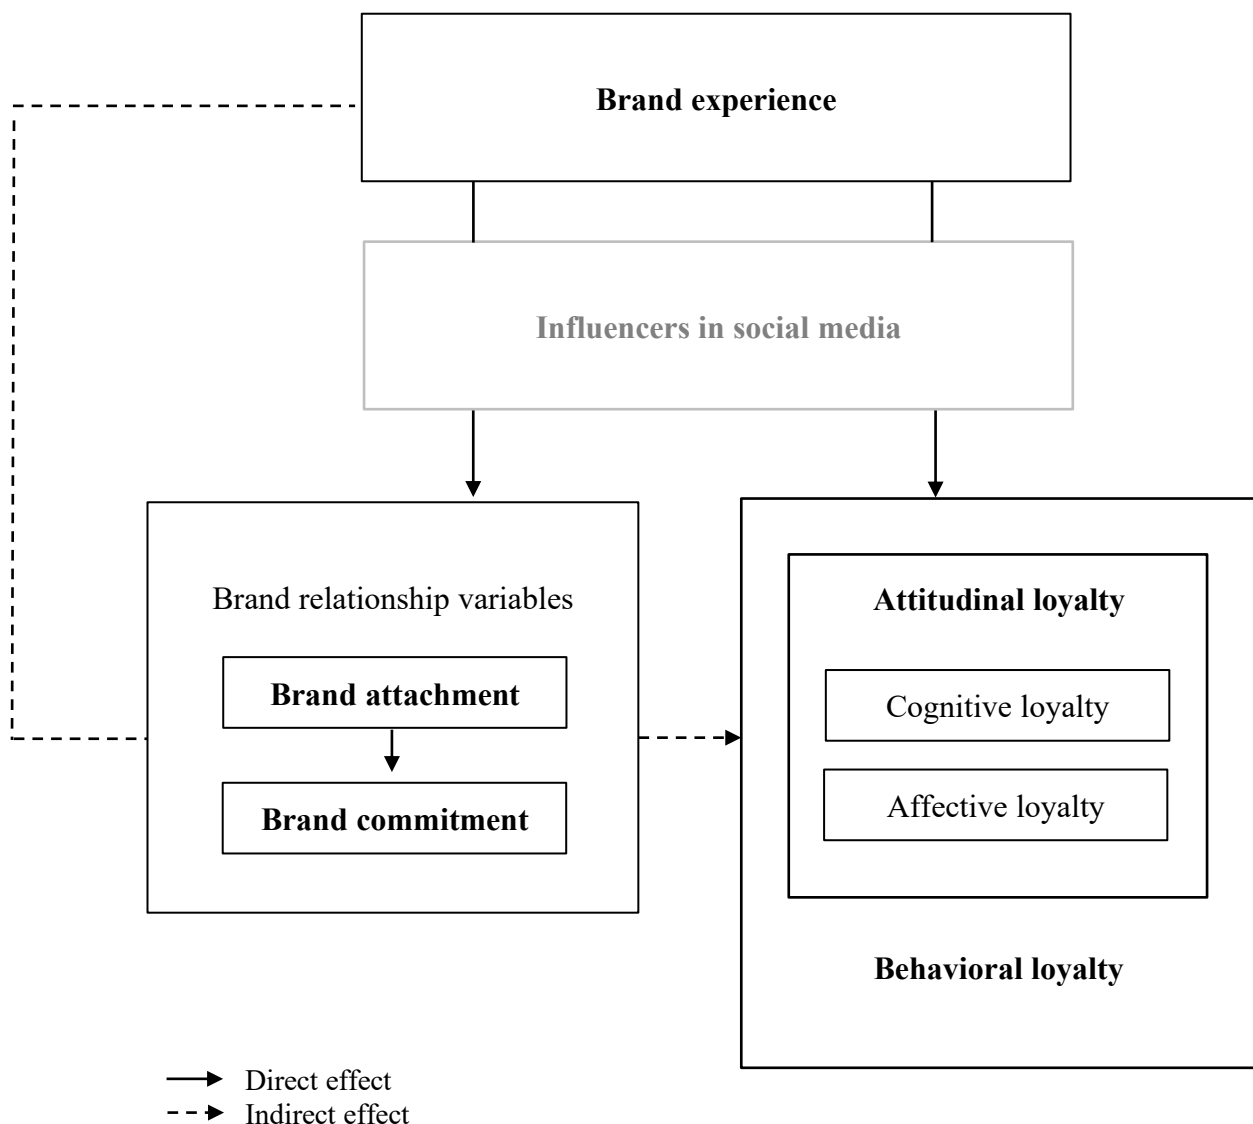 Brand experience
Influencers in social media
Brand relationship variables
Brand attachment
Brand commitment
Attitudinal loyalty
Cognitive loyalty
Affective loyalty
Behavioral loyalty
Direct effect
Indirect effect